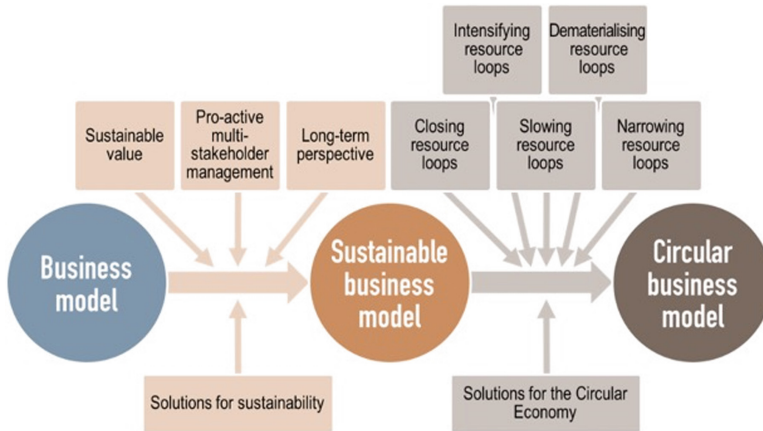 Intensifying
resource
loops
Dematerialising
resource
loops
Sustainable
value
Pro-active
multi-
stakeholder
management
Long-term
perspective
Closing
resource
loops
Slowing
resource
loops
Narrowing
resource
loops
Business
model
Sustainable
business
model
Circular
business
model
Solutions for sustainability
Solutions for the Circular
Economy